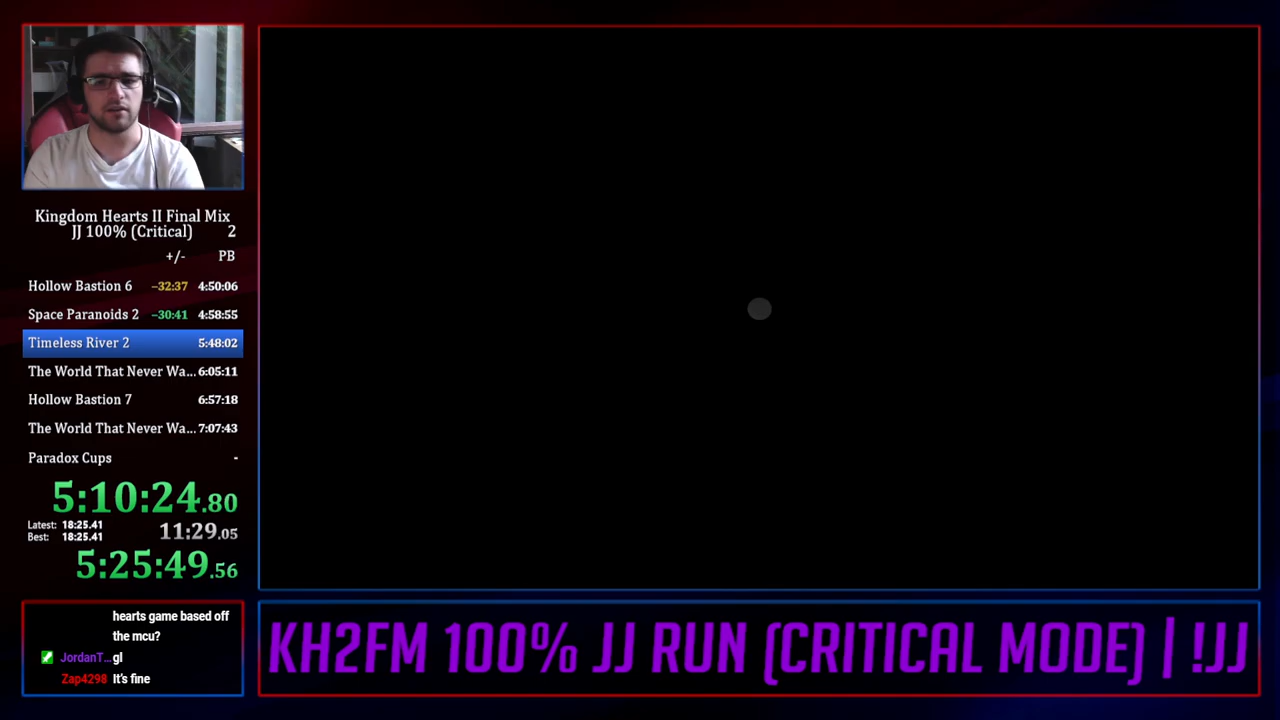 Kingdom Hearts II Final Mix
JJ 100% (Critical) 2
+/- PB
Hollow Bastion 6 −32:37 4:50:06
Space Paranoids 2 −30:41 4:58:55
Timeless River 2 5:48:02
The World That Never Wa... 6:05:11
Hollow Bastion 7 6:57:18
The World That Never Wa... 7:07:43
Paradox Cups -
5:10:24.80
Latest: 18:25.41 11:29.05
Best: 18:25.41
5:25:49.56
hearts game based off
the mcu?
JordanT... gl
Zap4298 It's fine
KH2FM 100% JJ RUN (CRITICAL MODE) | !JJ